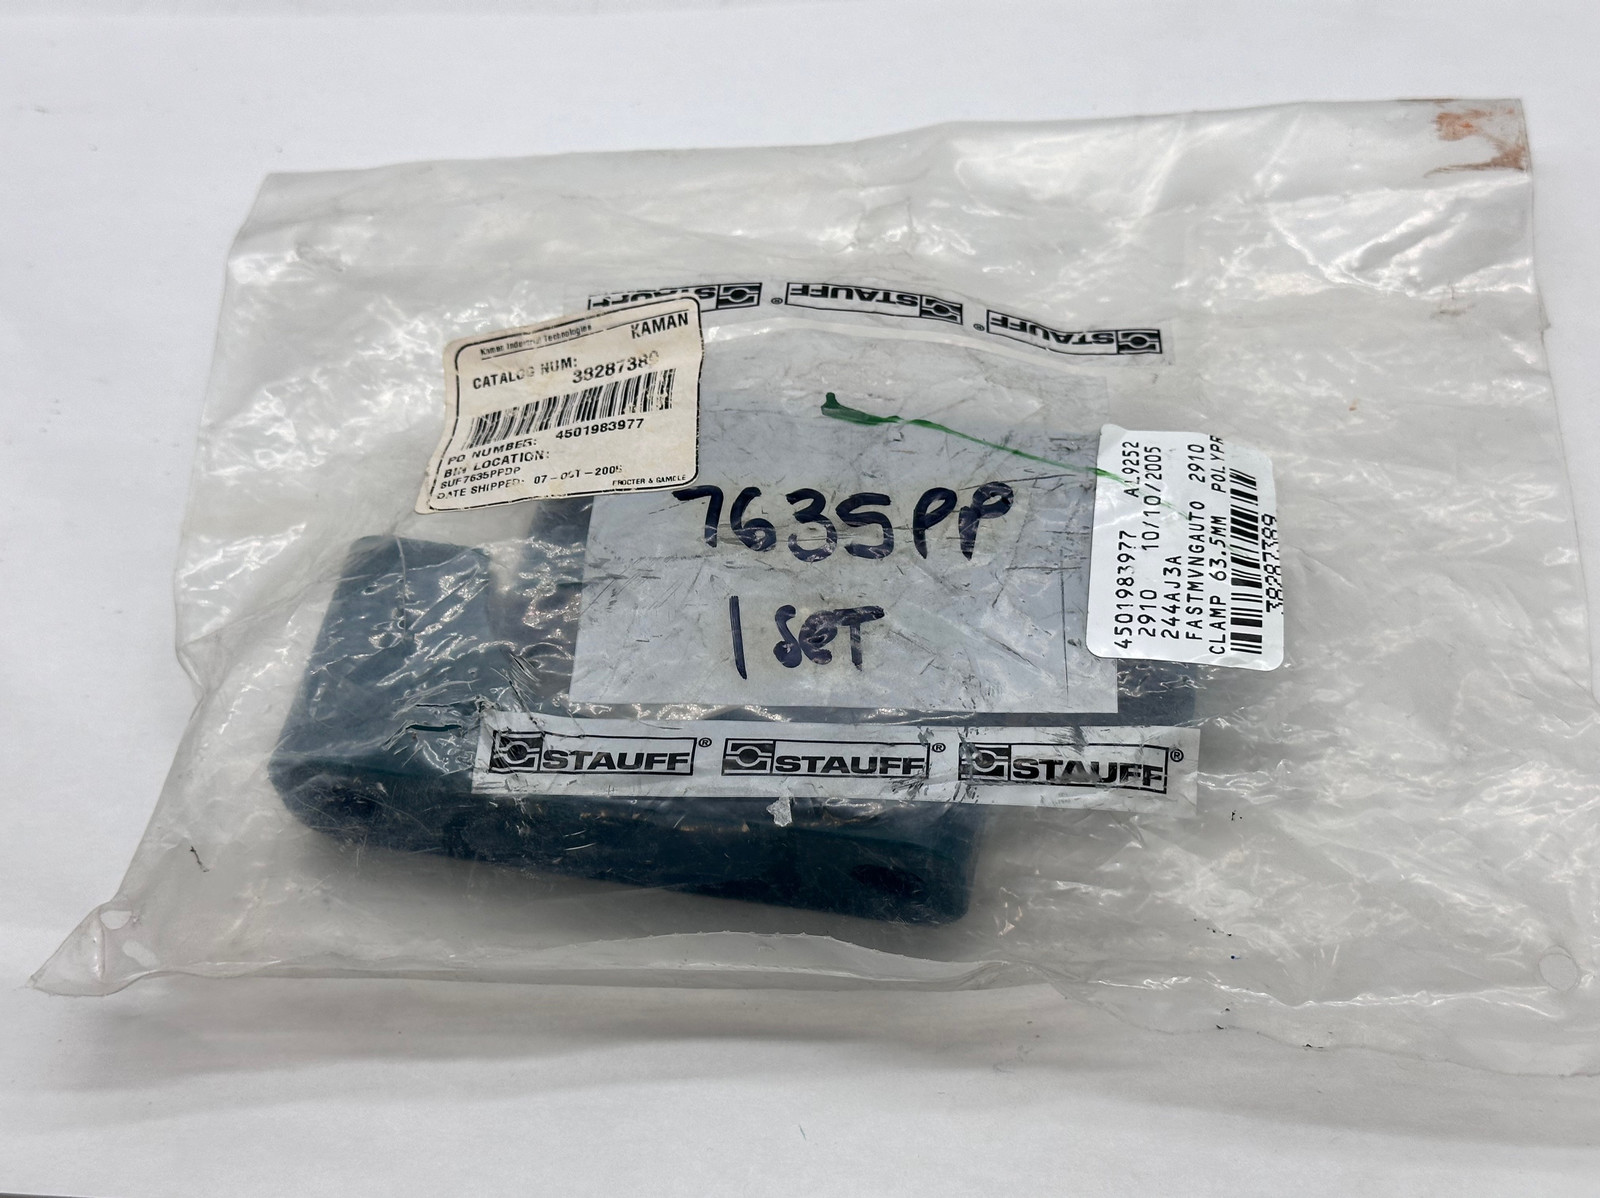 STAUFF® STAUFF® STAUFF
Kaman Industrial Technologies KAMAN
CATALOG NUM:
38287389
PO NUMBER: 4501983977
BIN LOCATION:
SUF7635PPDP
DATE SHIPPED: 07-OCT-2005 PROCTER & GAMBLE
7635PP
1 SET
4501983977 AL9252
2910 10/10/2005
244AJ3A
FASTMVNGAUTO 2910
CLAMP 63.5MM POLYPR
38287389
STAUFF® STAUFF® STAUFF®